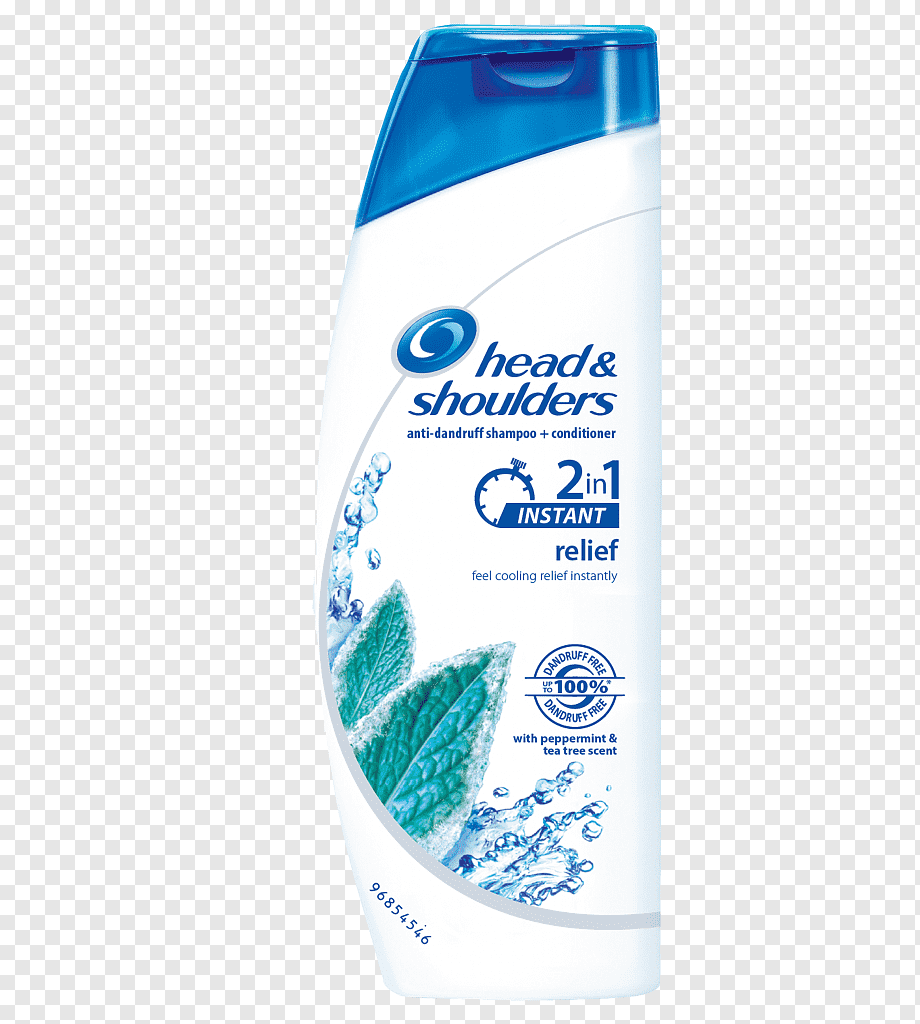 head &
shoulders
anti-dandruff shampoo + conditioner
2in1
INSTANT
relief
feel cooling relief instantly
DANDRUFF FREE
UP TO 100%*
DANDRUFF FREE
with peppermint &
tea tree scent
96854546